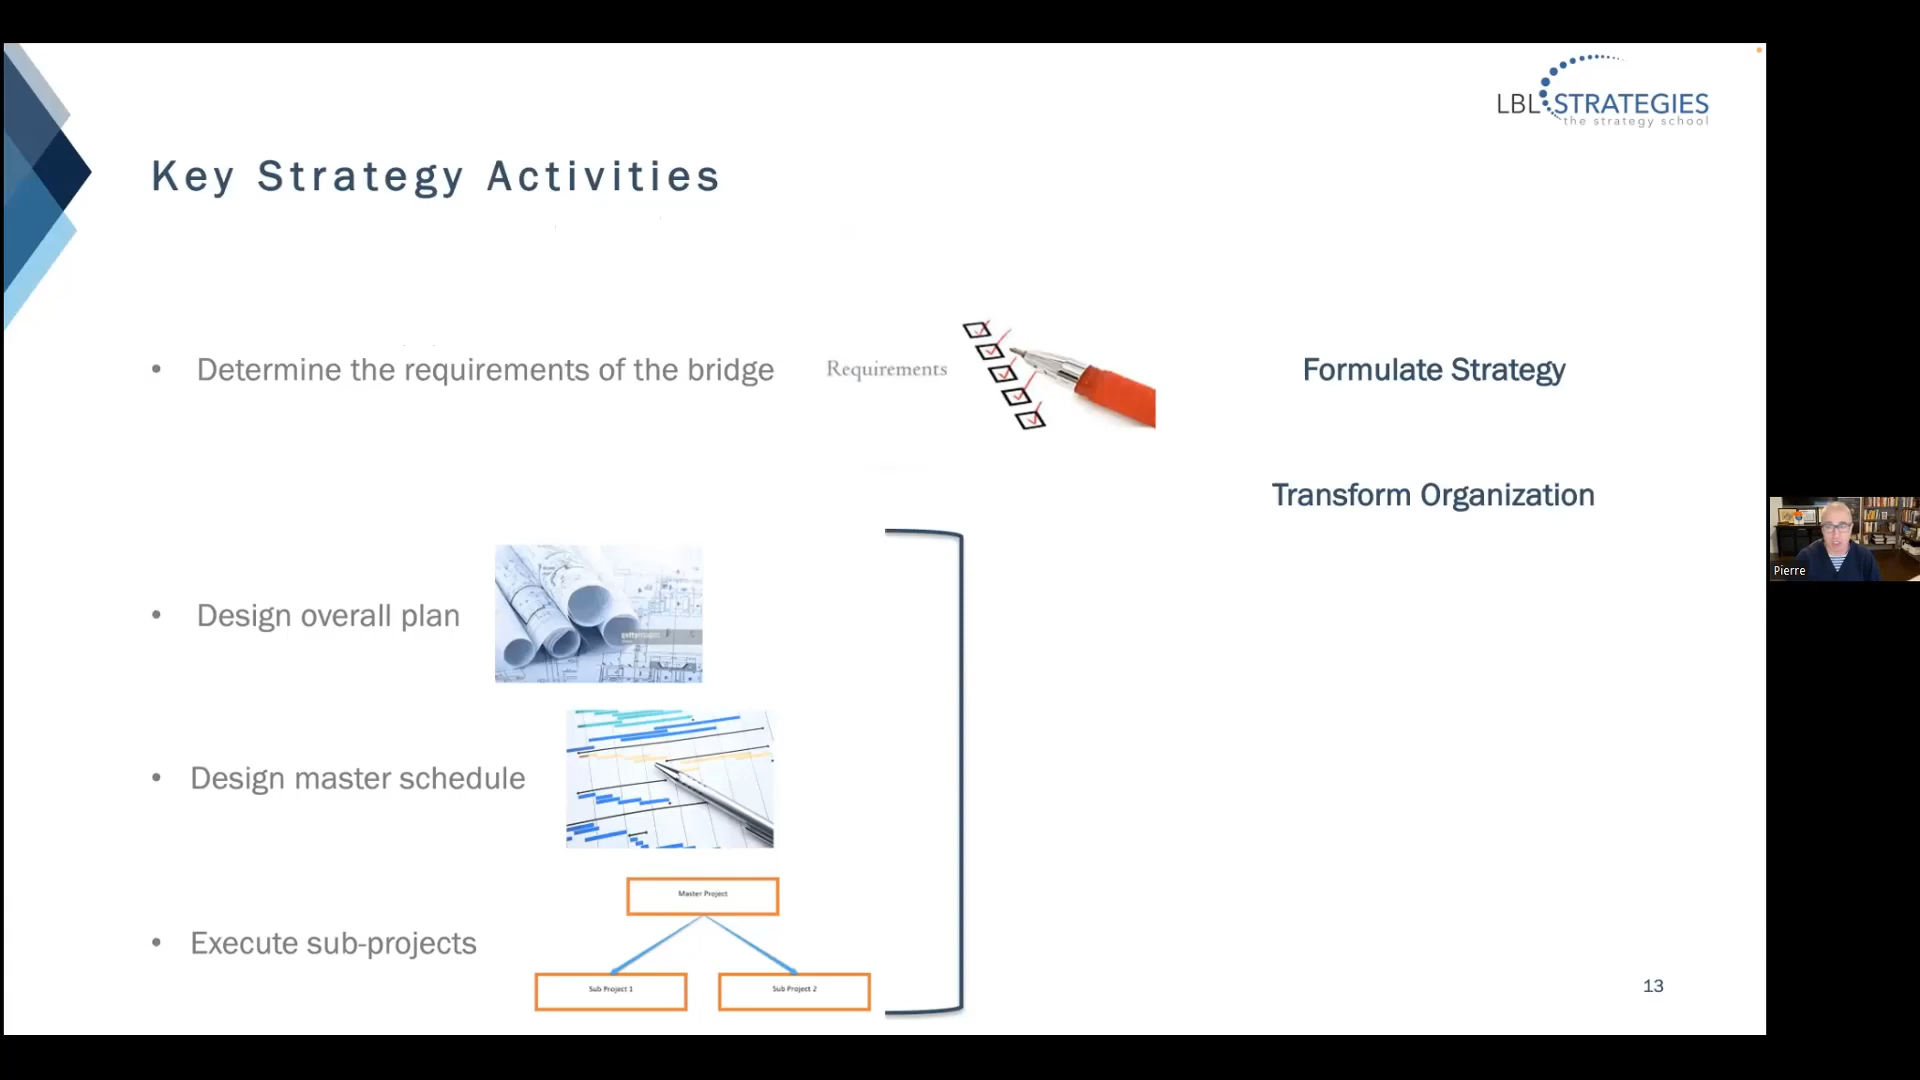 LBL STRATEGIES
the strategy school
Key Strategy Activities
• Determine the requirements of the bridge
Requirements
Formulate Strategy
Transform Organization
• Design overall plan
gettyimages
• Design master schedule
Master Project
• Execute sub-projects
Sub Project 1
Sub Project 2
13
Pierre